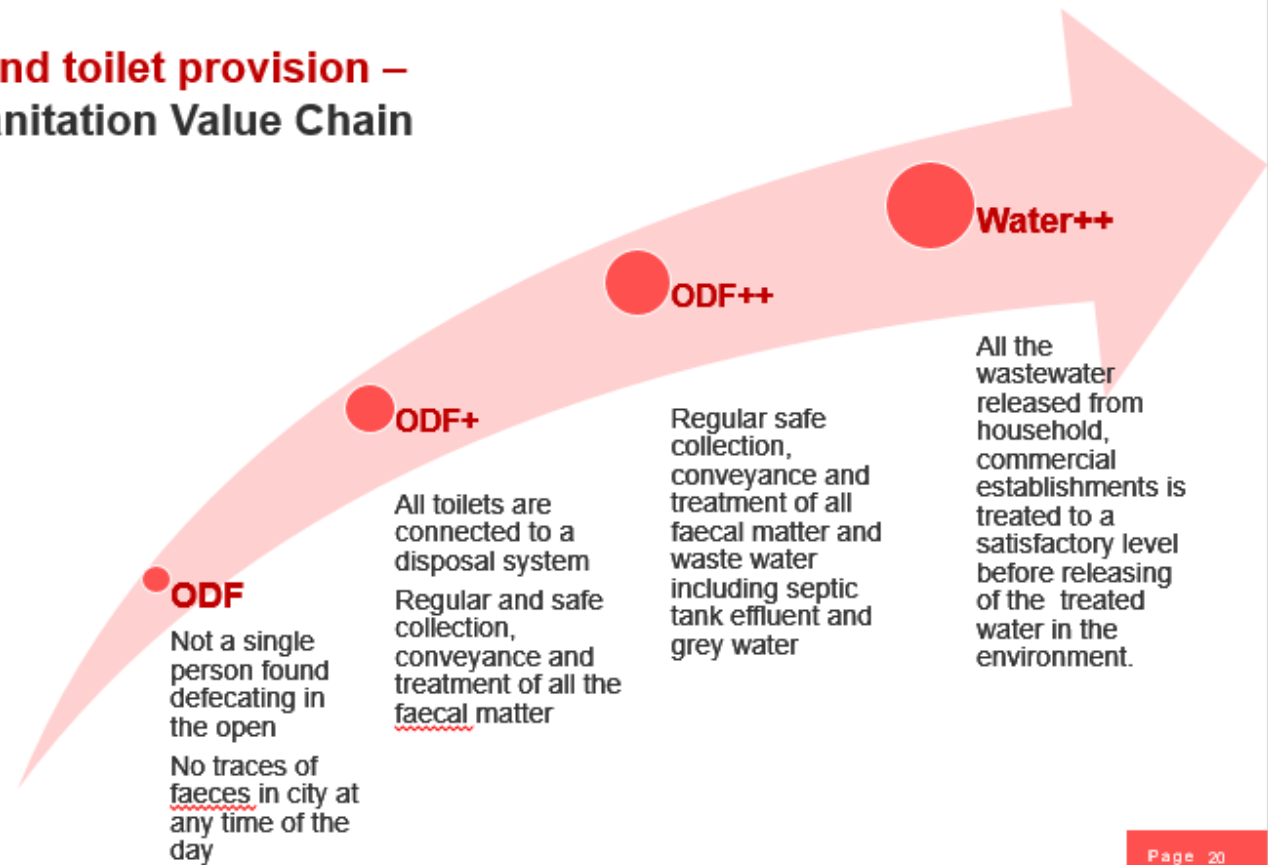 nd toilet provision –
anitation Value Chain
Water++
ODF++
ODF+
ODF
All the
wastewater
released from
household,
commercial
establishments is
treated to a
satisfactory level
before releasing
of the treated
water in the
environment.
Regular safe
collection,
conveyance and
treatment of all
faecal matter and
waste water
including septic
tank effluent and
grey water
All toilets are
connected to a
disposal system
Regular and safe
collection,
conveyance and
treatment of all the
faecal matter
Not a single
person found
defecating in
the open
No traces of
faeces in city at
any time of the
day
Page 20